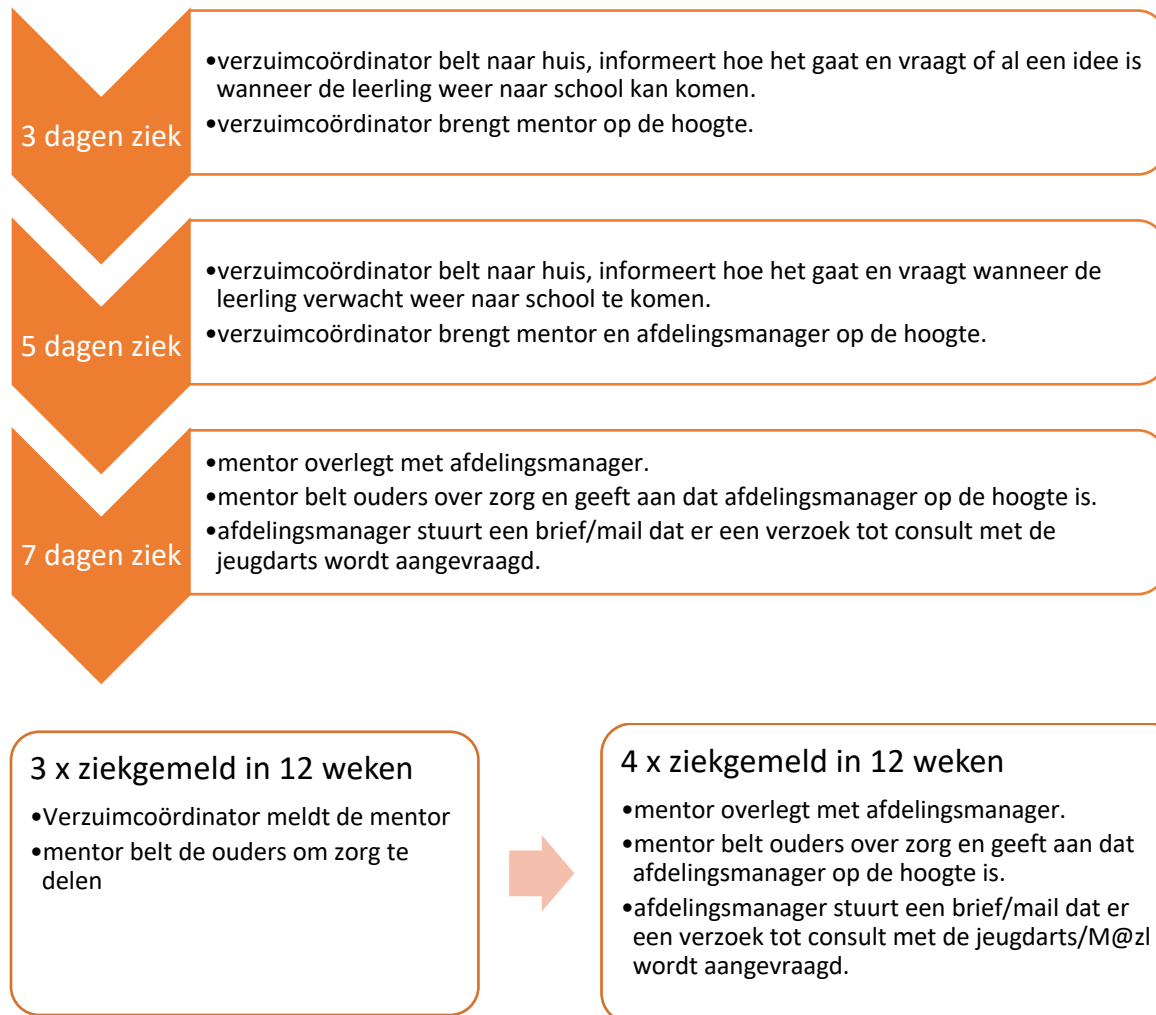 3 dagen ziek
•verzuimcoördinator belt naar huis, informeert hoe het gaat en vraagt of al een idee is
wanneer de leerling weer naar school kan komen.
•verzuimcoördinator brengt mentor op de hoogte.
5 dagen ziek
•verzuimcoördinator belt naar huis, informeert hoe het gaat en vraagt wanneer de
leerling verwacht weer naar school te komen.
•verzuimcoördinator brengt mentor en afdelingsmanager op de hoogte.
7 dagen ziek
•mentor overlegt met afdelingsmanager.
•mentor belt ouders over zorg en geeft aan dat afdelingsmanager op de hoogte is.
•afdelingsmanager stuurt een brief/mail dat er een verzoek tot consult met de
jeugdarts wordt aangevraagd.
3 x ziekgemeld in 12 weken
•Verzuimcoördinator meldt de mentor
•mentor belt de ouders om zorg te
delen
4 x ziekgemeld in 12 weken
•mentor overlegt met afdelingsmanager.
•mentor belt ouders over zorg en geeft aan dat
afdelingsmanager op de hoogte is.
•afdelingsmanager stuurt een brief/mail dat er
een verzoek tot consult met de jeugdarts/M@zl
wordt aangevraagd.